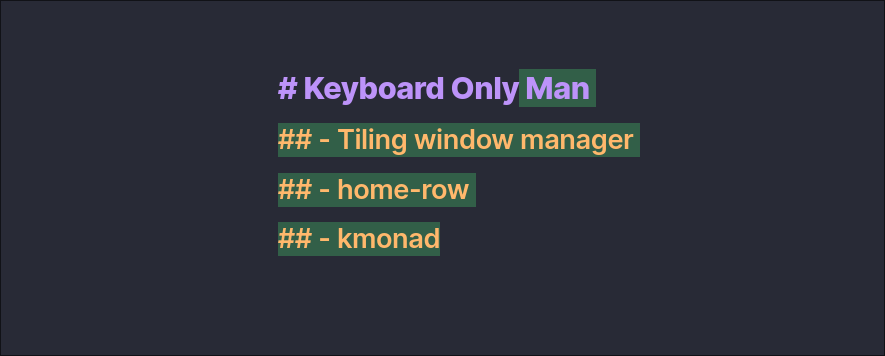 # Keyboard Only Man
## - Tiling window manager
## - home-row
## - kmonad